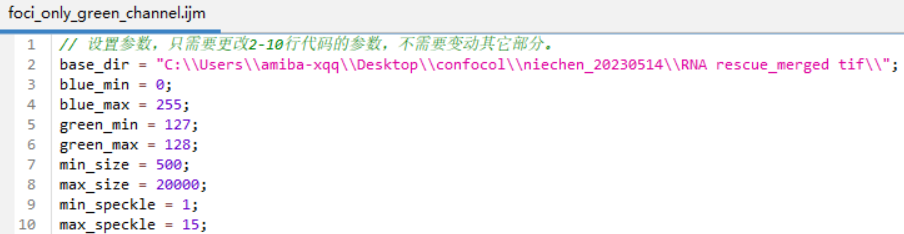 foci_only_green_channel.ijm
1 // 设置参数，只需要更改2-10行代码的参数，不需要变动其它部分。
2 base_dir = "C:\\Users\\amiba-xqq\\Desktop\\confocol\\niechen_20230514\\RNA rescue_merged tif\\";
3 blue_min = 0;
4 blue_max = 255;
5 green_min = 127;
6 green_max = 128;
7 min_size = 500;
8 max_size = 20000;
9 min_speckle = 1;
10 max_speckle = 15;